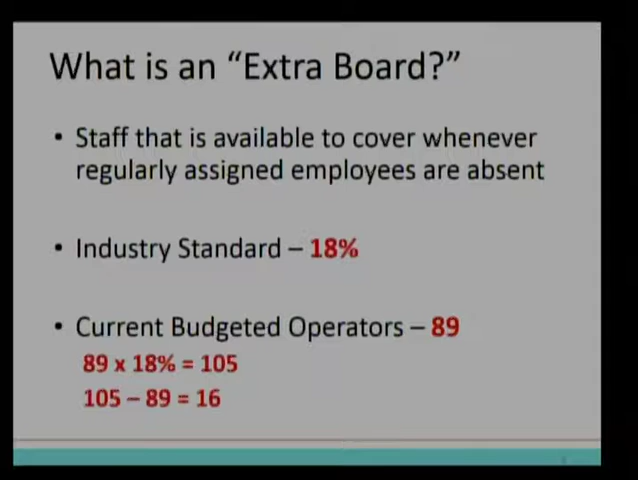 What is an “Extra Board?”
• Staff that is available to cover whenever
regularly assigned employees are absent
• Industry Standard – 18%
• Current Budgeted Operators – 89
89 x 18% = 105
105 – 89 = 16